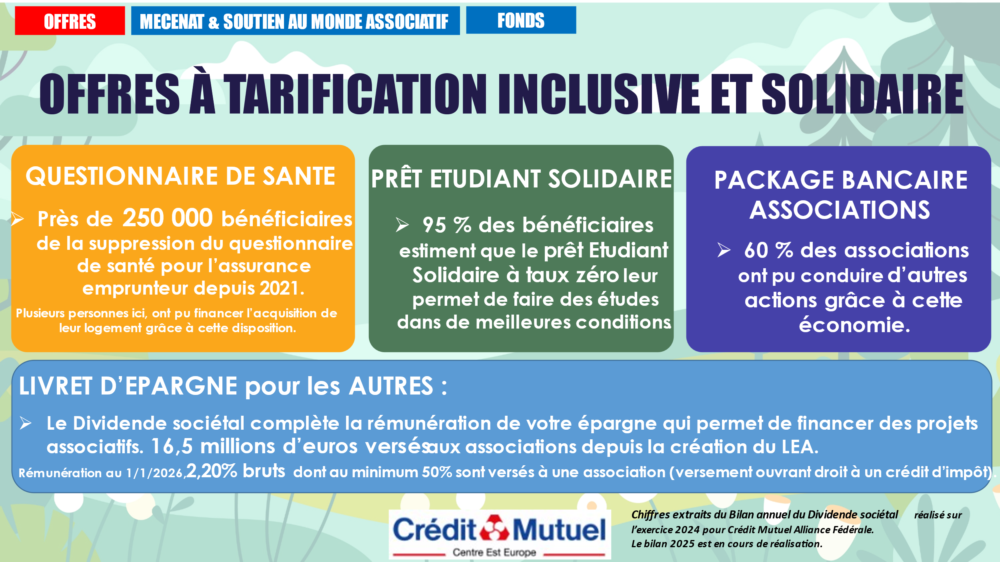 OFFRES
MECENAT & SOUTIEN AU MONDE ASSOCIATIF
FONDS
OFFRES À TARIFICATION INCLUSIVE ET SOLIDAIRE
QUESTIONNAIRE DE SANTE
➢ Près de 250 000 bénéficiaires
de la suppression du questionnaire
de santé pour l’assurance
emprunteur depuis 2021.
Plusieurs personnes ici, ont pu financer l’acquisition de
leur logement grâce à cette disposition.
PRÊT ETUDIANT SOLIDAIRE
➢ 95 % des bénéficiaires
estiment que le prêt Etudiant
Solidaire à taux zéro leur
permet de faire des études
dans de meilleures conditions.
PACKAGE BANCAIRE
ASSOCIATIONS
➢ 60 % des associations
ont pu conduire d’autres
actions grâce à cette
économie.
LIVRET D’EPARGNE pour les AUTRES :
➢ Le Dividende sociétal complète la rémunération de votre épargne qui permet de financer des projets
associatifs. 16,5 millions d’euros versés aux associations depuis la création du LEA.
Rémunération au 1/1/2026, 2,20% bruts dont au minimum 50% sont versés à une association (versement ouvrant droit à un crédit d’impôt).
Crédit Mutuel
Centre Est Europe
Chiffres extraits du Bilan annuel du Dividende sociétal réalisé sur
l’exercice 2024 pour Crédit Mutuel Alliance Fédérale.
Le bilan 2025 est en cours de réalisation.